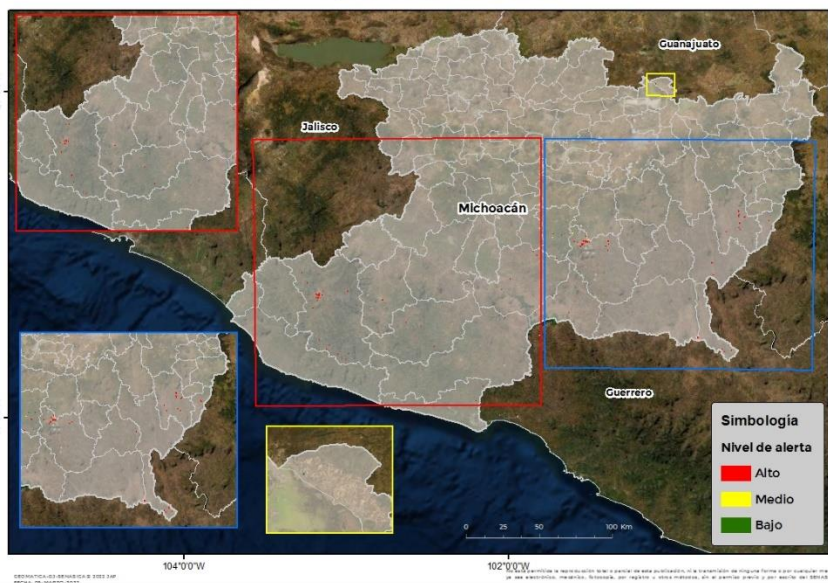 Guanajuato
Jalisco
Michoacán
Guerrero
Simbología
Nivel de alerta
Alto
Medio
Bajo
0 25 50 100 Km
104°0'0"W
102°0'0"W